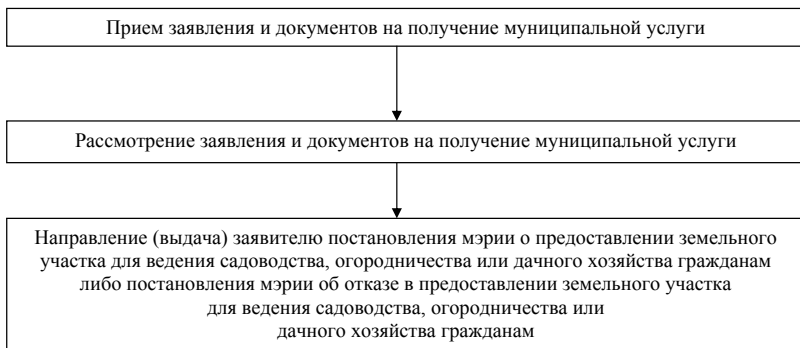 Прием заявления и документов на получение муниципальной услуги
Рассмотрение заявления и документов на получение муниципальной услуги
Направление (выдача) заявителю постановления мэрии о предоставлении земельного
участка для ведения садоводства, огородничества или дачного хозяйства гражданам
либо постановления мэрии об отказе в предоставлении земельного участка
для ведения садоводства, огородничества или
дачного хозяйства гражданам